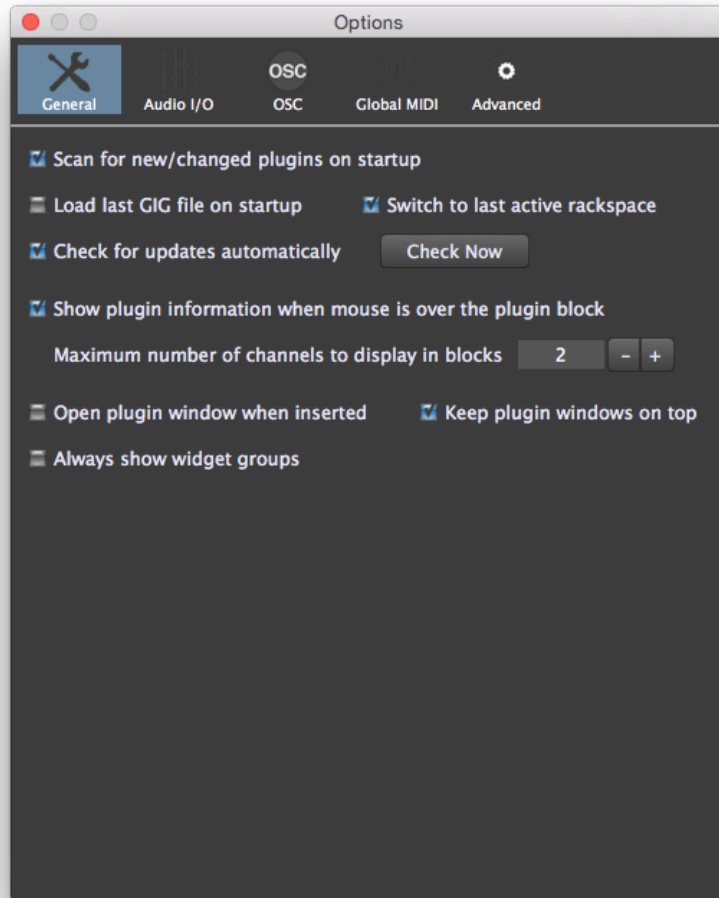 Options
OSC
General Audio I/O OSC Global MIDI Advanced
Scan for new/changed plugins on startup
Load last GIG file on startup Switch to last active rackspace
Check for updates automatically Check Now
Show plugin information when mouse is over the plugin block
Maximum number of channels to display in blocks 2 - +
Open plugin window when inserted Keep plugin windows on top
Always show widget groups